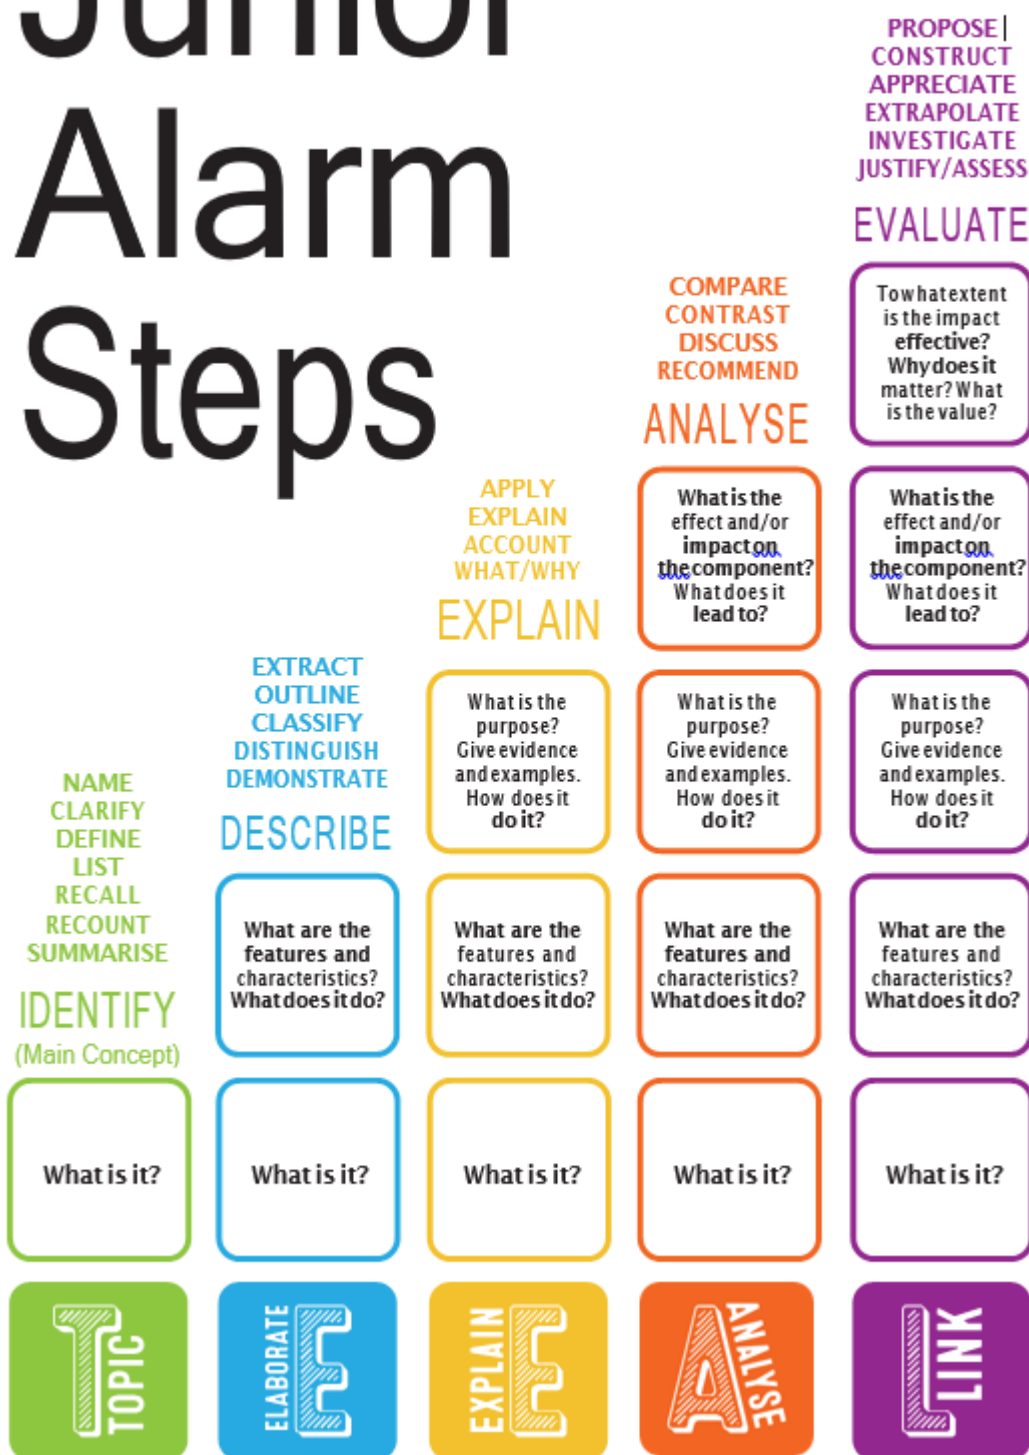 Junior
Alarm
Steps
PROPOSE
CONSTRUCT
APPRECIATE
EXTRAPOLATE
INVESTIGATE
JUSTIFY/ASSESS
EVALUATE
To what extent
is the impact
effective?
Why does it
matter? What
is the value?
COMPARE
CONTRAST
DISCUSS
RECOMMEND
ANALYSE
What is the
effect and/or
impact on
the component?
What does it
lead to?
What is the
effect and/or
impact on
the component?
What does it
lead to?
APPLY
EXPLAIN
ACCOUNT
WHAT/WHY
EXPLAIN
What is the
purpose?
Give evidence
and examples.
How does it
do it?
What is the
purpose?
Give evidence
and examples.
How does it
do it?
What is the
purpose?
Give evidence
and examples.
How does it
do it?
EXTRACT
OUTLINE
CLASSIFY
DISTINGUISH
DEMONSTRATE
DESCRIBE
What are the
features and
characteristics?
What does it do?
What are the
features and
characteristics?
What does it do?
What are the
features and
characteristics?
What does it do?
What are the
features and
characteristics?
What does it do?
NAME
CLARIFY
DEFINE
LIST
RECALL
RECOUNT
SUMMARISE
IDENTIFY
(Main Concept)
What is it?
What is it?
What is it?
What is it?
What is it?
T TOPIC
E ELABORATE
E EXPLAIN
A ANALYSE
L LINK